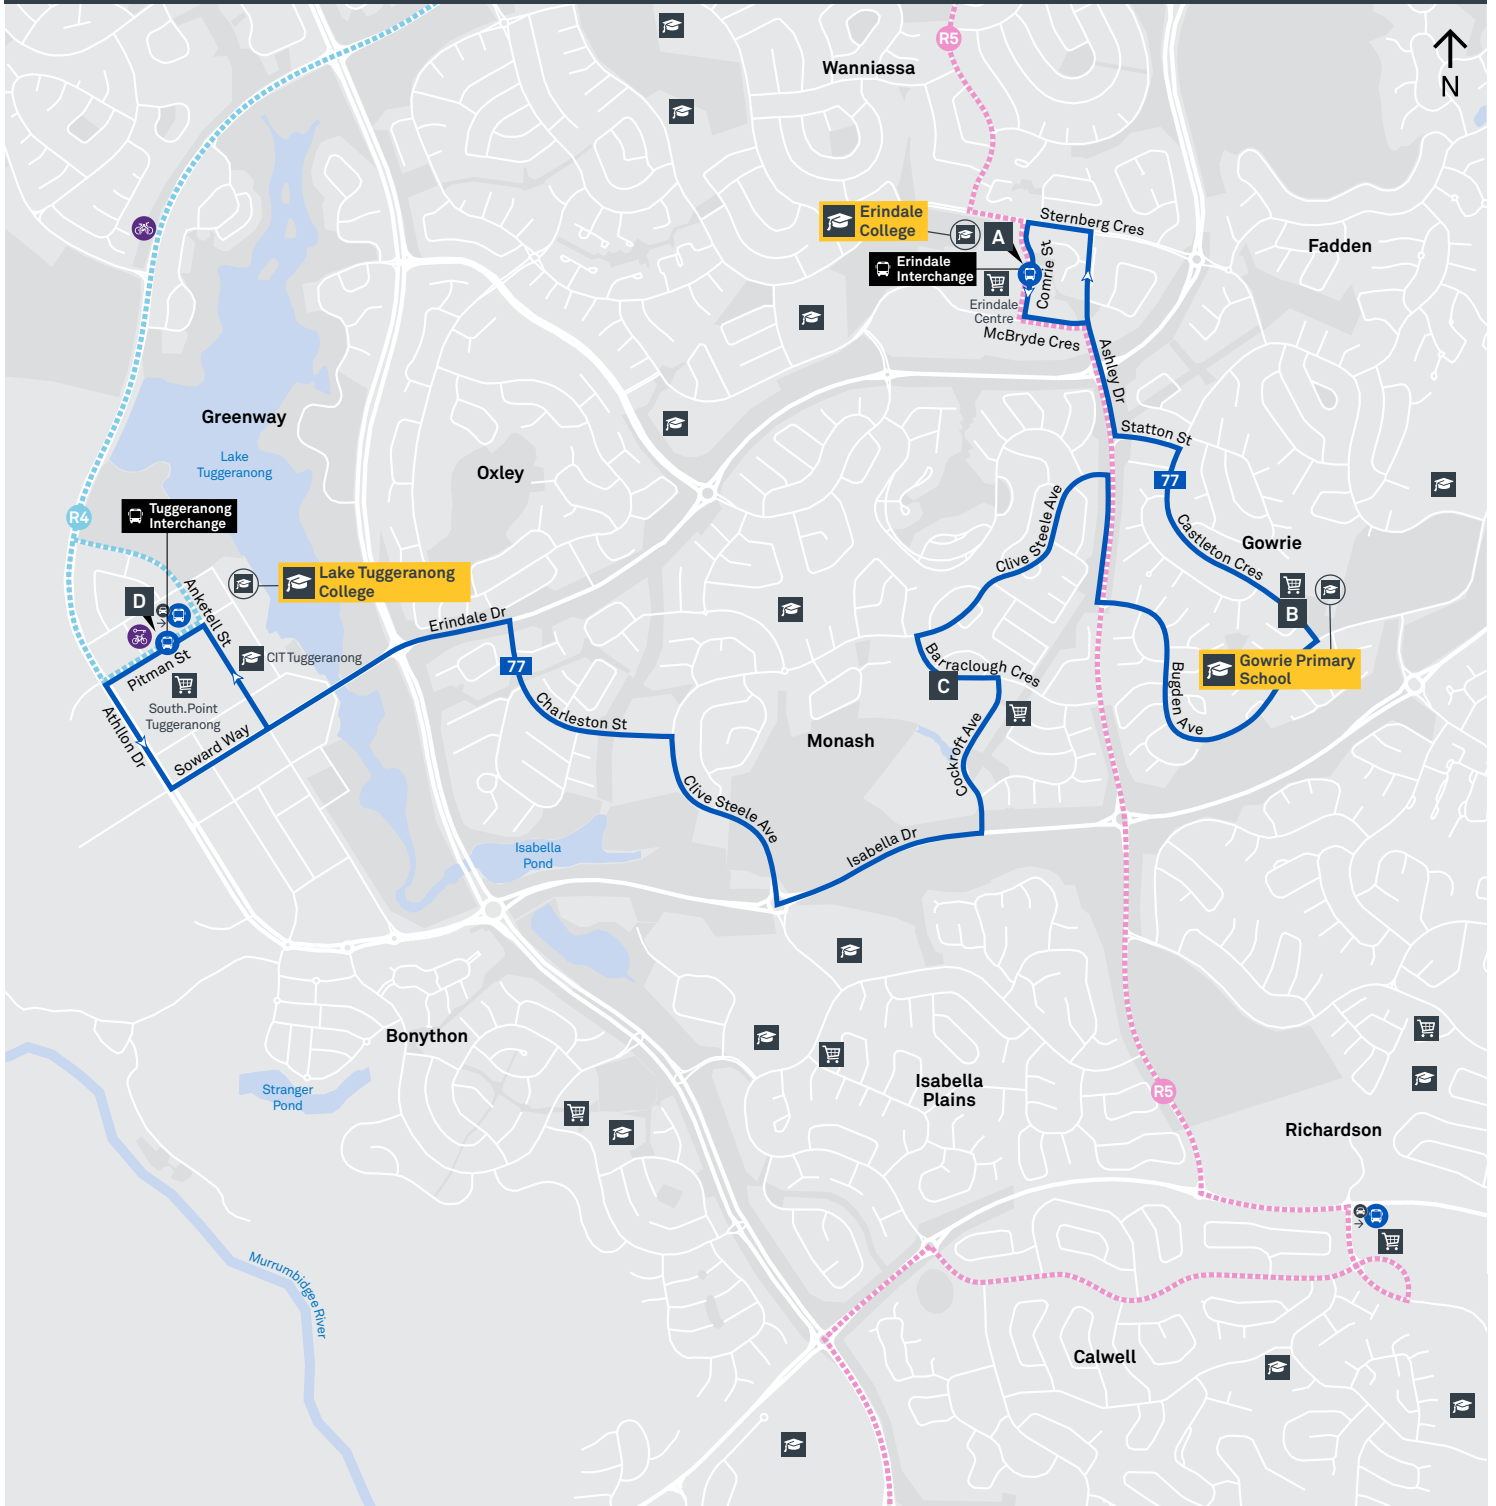 R5
Wanniassa
N
Erindale
College
A
Sternberg Cres
Erindale
Interchange
Comrie St
Fadden
Erindale
Centre
McBryde Cres
Ashley Dr
Greenway
Statton St
Lake
Tuggeranong
Oxley
77
Clive Steele Ave
R4
Tuggeranong
Interchange
Castleton Cres
Gowrie
Lake Tuggeranong
College
D
Anketell St
B
Erindale Dr
Pitman St
CIT Tuggeranong
77
Barraclough Cres
C
Gowrie Primary
School
Bugden Ave
South.Point
Tuggeranong
Athllon Dr
Soward Way
Charleston St
Monash
Cockroft Ave
Clive Steele Ave
Isabella Dr
Isabella
Pond
Bonython
Stranger
Pond
Isabella
Plains
R5
Richardson
Murrumbidgee River
Calwell